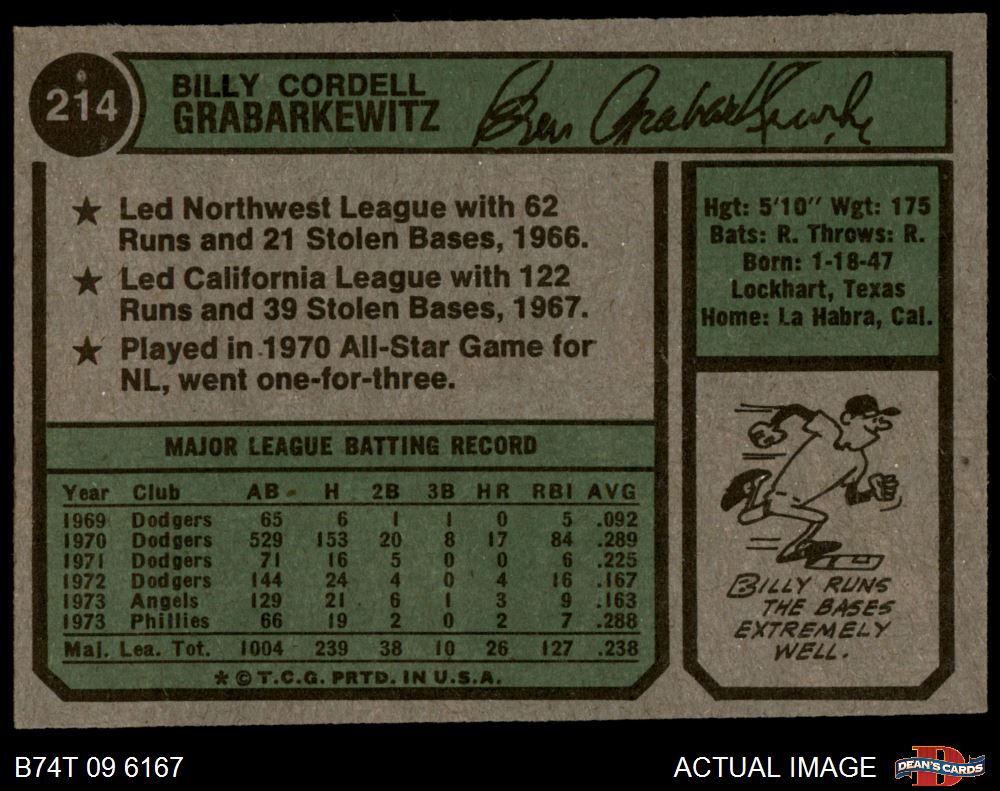 214
BILLY CORDELL
GRABARKEWITZ
★ Led Northwest League with 62
Runs and 21 Stolen Bases, 1966.
★ Led California League with 122
Runs and 39 Stolen Bases, 1967.
★ Played in 1970 All-Star Game for
NL, went one-for-three.
Hgt: 5'10" Wgt: 175
Bats: R. Throws: R.
Born: 1-18-47
Lockhart, Texas
Home: La Habra, Cal.
MAJOR LEAGUE BATTING RECORD
Year Club AB H 2B 3B HR RBI AVG
1969 Dodgers 65 6 1 1 0 5 .092
1970 Dodgers 529 153 20 8 17 84 .289
1971 Dodgers 71 16 5 0 0 6 .225
1972 Dodgers 144 24 4 0 4 16 .167
1973 Angels 129 21 6 1 3 9 .163
1973 Phillies 66 19 2 0 2 7 .288
Maj. Lea. Tot. 1004 239 38 10 26 127 .238
* © T.C.G. PRTD. IN U.S.A.
BILLY RUNS
THE BASES
EXTREMELY
WELL.
B74T 09 6167
ACTUAL IMAGE
DEAN'S CARDS